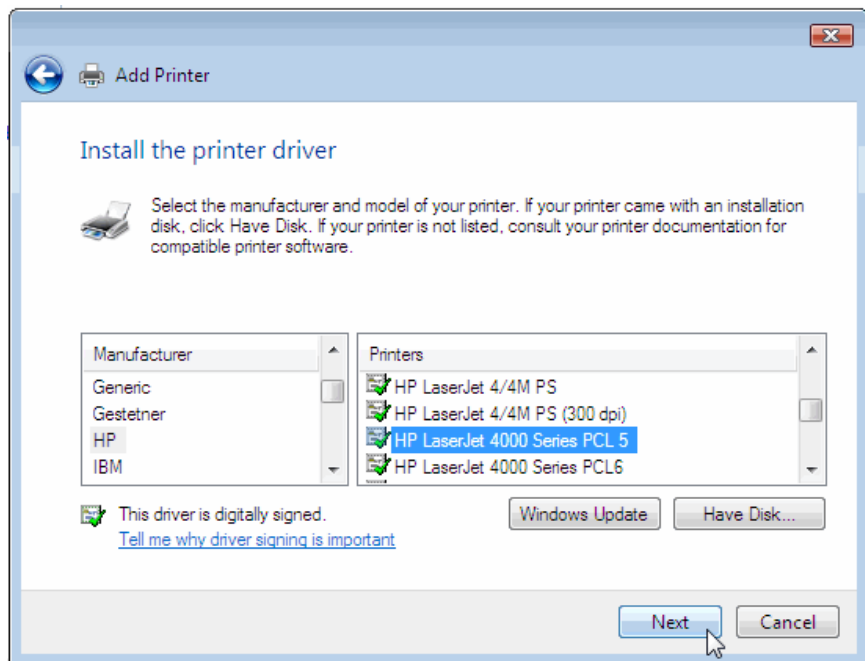 Add Printer
Install the printer driver
Select the manufacturer and model of your printer. If your printer came with an installation
disk, click Have Disk. If your printer is not listed, consult your printer documentation for
compatible printer software.
Manufacturer
Generic
Gestetner
HP
IBM
Printers
HP LaserJet 4/4M PS
HP LaserJet 4/4M PS (300 dpi)
HP LaserJet 4000 Series PCL 5
HP LaserJet 4000 Series PCL6
This driver is digitally signed.
Tell me why driver signing is important
Windows Update
Have Disk...
Next
Cancel